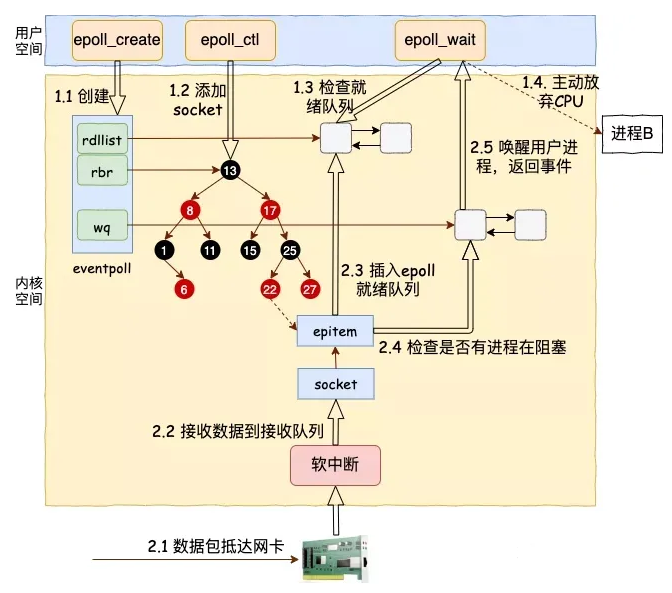 用户
空间
epoll_create
epoll_ctl
epoll_wait
1.1 创建
1.2 添加
socket
1.3 检查就
绪队列
1.4. 主动放
弃CPU
进程B
rdllist
rbr
wq
eventpoll
13
8
17
1
11
15
25
6
22
27
2.5 唤醒用户进
程，返回事件
内核
空间
2.3 插入epoll
就绪队列
epitem
2.4 检查是否有进程在阻塞
socket
2.2 接收数据到接收队列
软中断
2.1 数据包抵达网卡